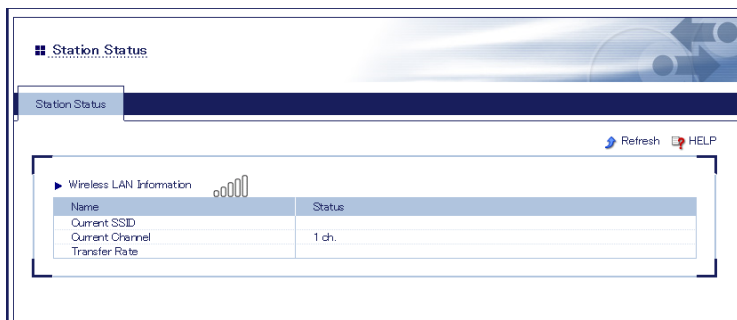 Station Status
Station Status
Refresh HELP
Wireless LAN Information
Name Status
Current SSID
Current Channel 1 ch.
Transfer Rate